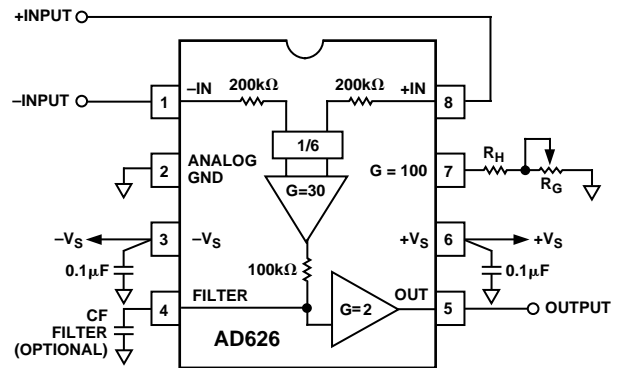 +INPUT
–INPUT
1
–IN
200kΩ
200kΩ
+IN
8
1/6
2
ANALOG
GND
G=30
G = 100
7
R_H
R_G
–V_S
3
–V_S
+V_S
6
+V_S
0.1µF
100kΩ
0.1µF
CF
FILTER
(OPTIONAL)
4
FILTER
G=2
OUT
5
OUTPUT
AD626